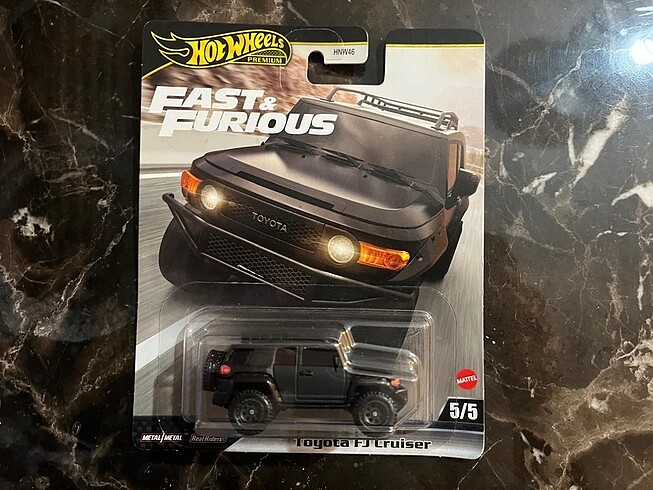 HOT WHEELS
PREMIUM
HNW46
FAST &
FURIOUS
TOYOTA
MATTEL
5/5
METAL/METAL
Real Riders
Toyota FJ Cruiser